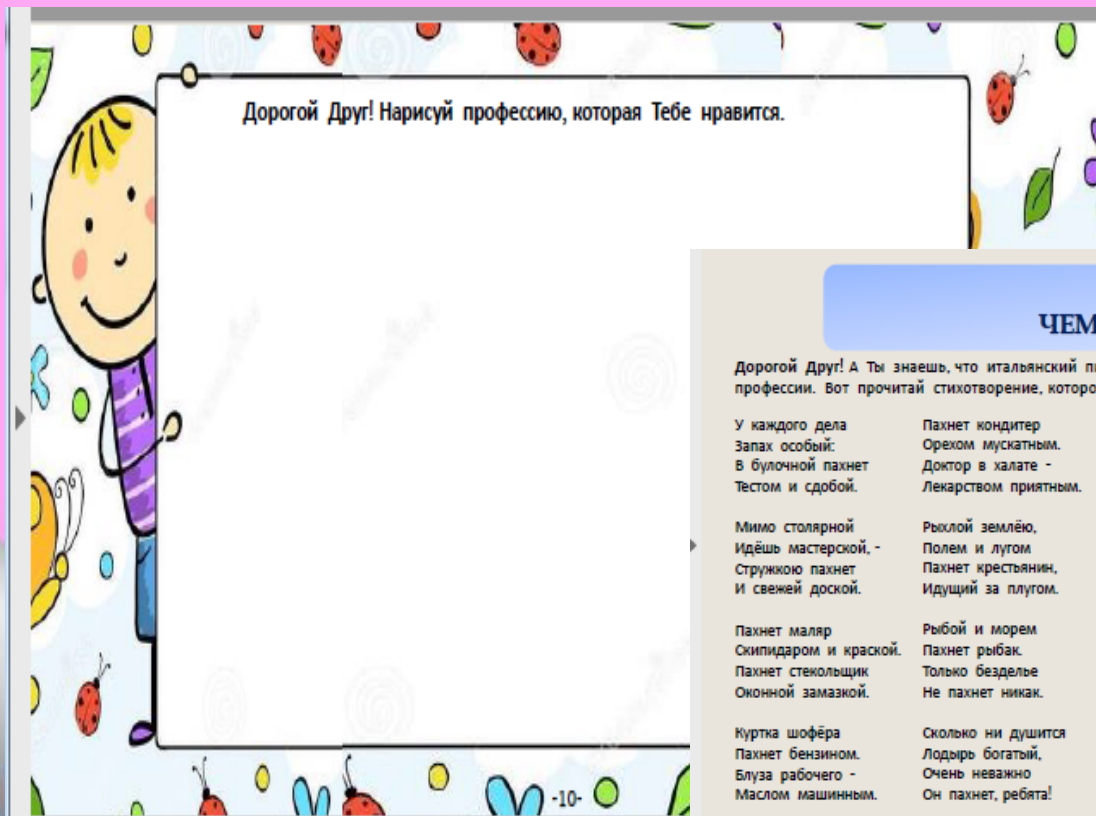 Дорогой Друг! Нарисуй профессию, которая Тебе нравится.
-10-
ЧЕМ
Дорогой Друг! А Ты знаешь, что итальянский
профессии. Вот прочитай стихотворение,
У каждого дела
Запах особый:
В булочной пахнет
Тестом и сдобой.
Мимо столярной
Идёшь мастерской, -
Стружкою пахнет
И свежей доской.
Пахнет маляр
Скипидаром и краской.
Пахнет стекольщик
Оконной замазкой.
Куртка шофёра
Пахнет бензином.
Блуза рабочего -
Маслом машинным.
Пахнет кондитер
Орехом мускатным.
Доктор в халате -
Лекарством приятным.
Рыхлой землёю,
Полем и лугом
Пахнет крестьянин,
Идущий за плугом.
Рыбой и морем
Пахнет рыбак.
Только безделье
Не пахнет никак.
Сколько ни душится
Лодырь богатый,
Очень неважно
Он пахнет, ребята!